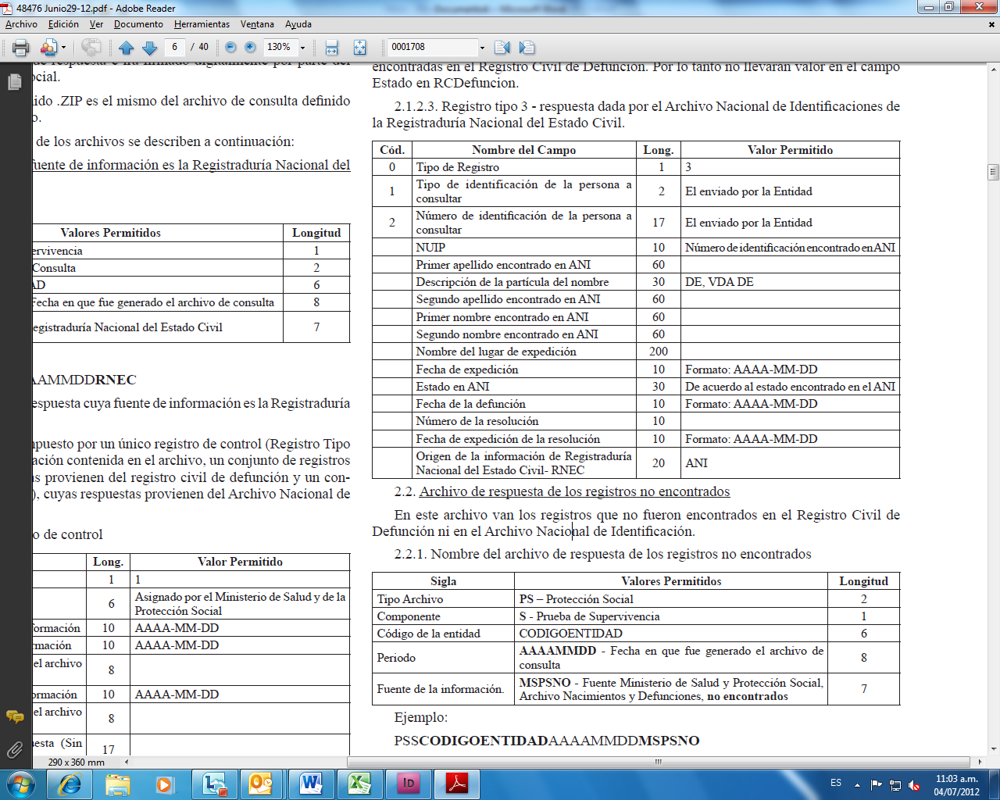 48476 Junio29-12.pdf - Adobe Reader
Archivo Edición Ver Documento Herramientas Ventana Ayuda
6 / 40 130% 0001708
social.
nido .ZIP es el mismo del archivo de consulta definido
o.
de los archivos se describen a continuación:
fuente de información es la Registraduría Nacional del
Valores Permitidos Longitud
ervivencia 1
Consulta 2
AD 6
Fecha en que fue generado el archivo de consulta 8
egistraduría Nacional del Estado Civil 7
AAMMDDRNEC
espuesta cuya fuente de información es la Registraduría
npuesto por un único registro de control (Registro Tipo
ación contenida en el archivo, un conjunto de registros
as provienen del registro civil de defunción y un con-
), cuyas respuestas provienen del Archivo Nacional de
o de control
Long. Valor Permitido
1 1
6 Asignado por el Ministerio de Salud y de la
Protección Social
formación 10 AAAA-MM-DD
rmación 10 AAAA-MM-DD
el archivo
8
ormación 10 AAAA-MM-DD
el archivo
8
uesta (Sin 17
encontradas en el Registro Civil de Defunción. Por lo tanto no llevarán valor en el campo
Estado en RCDefuncion.
2.1.2.3. Registro tipo 3 - respuesta dada por el Archivo Nacional de Identificaciones de
la Registraduría Nacional del Estado Civil.
Cód. Nombre del Campo Long. Valor Permitido
0 Tipo de Registro 1 3
1 Tipo de identificación de la persona a consultar 2 El enviado por la Entidad
2 Número de identificación de la persona a consultar 17 El enviado por la Entidad
NUIP 10 Número de identificación encontrado en ANI
Primer apellido encontrado en ANI 60
Descripción de la partícula del nombre 30 DE, VDA DE
Segundo apellido encontrado en ANI 60
Primer nombre encontrado en ANI 60
Segundo nombre encontrado en ANI 60
Nombre del lugar de expedición 200
Fecha de expedición 10 Formato: AAAA-MM-DD
Estado en ANI 30 De acuerdo al estado encontrado en el ANI
Fecha de la defunción 10 Formato: AAAA-MM-DD
Número de la resolución 10
Fecha de expedición de la resolución 10 Formato: AAAA-MM-DD
Origen de la información de Registraduría
Nacional del Estado Civil- RNEC 20 ANI
2.2. Archivo de respuesta de los registros no encontrados
En este archivo van los registros que no fueron encontrados en el Registro Civil de
Defunción ni en el Archivo Nacional de Identificación.
2.2.1. Nombre del archivo de respuesta de los registros no encontrados
Sigla Valores Permitidos Longitud
Tipo Archivo PS – Protección Social 2
Componente S - Prueba de Supervivencia 1
Código de la entidad CODIGOENTIDAD 6
Periodo AAAAMMDD - Fecha en que fue generado el archivo de
consulta 8
Fuente de la información. MSPSNO - Fuente Ministerio de Salud y Protección Social,
Archivo Nacimientos y Defunciones, no encontrados 7
Ejemplo:
PSSCODIGOENTIDADAAAAMMDDMSPSNO
290 x 360 mm
ES 11:03 a.m.
04/07/2012